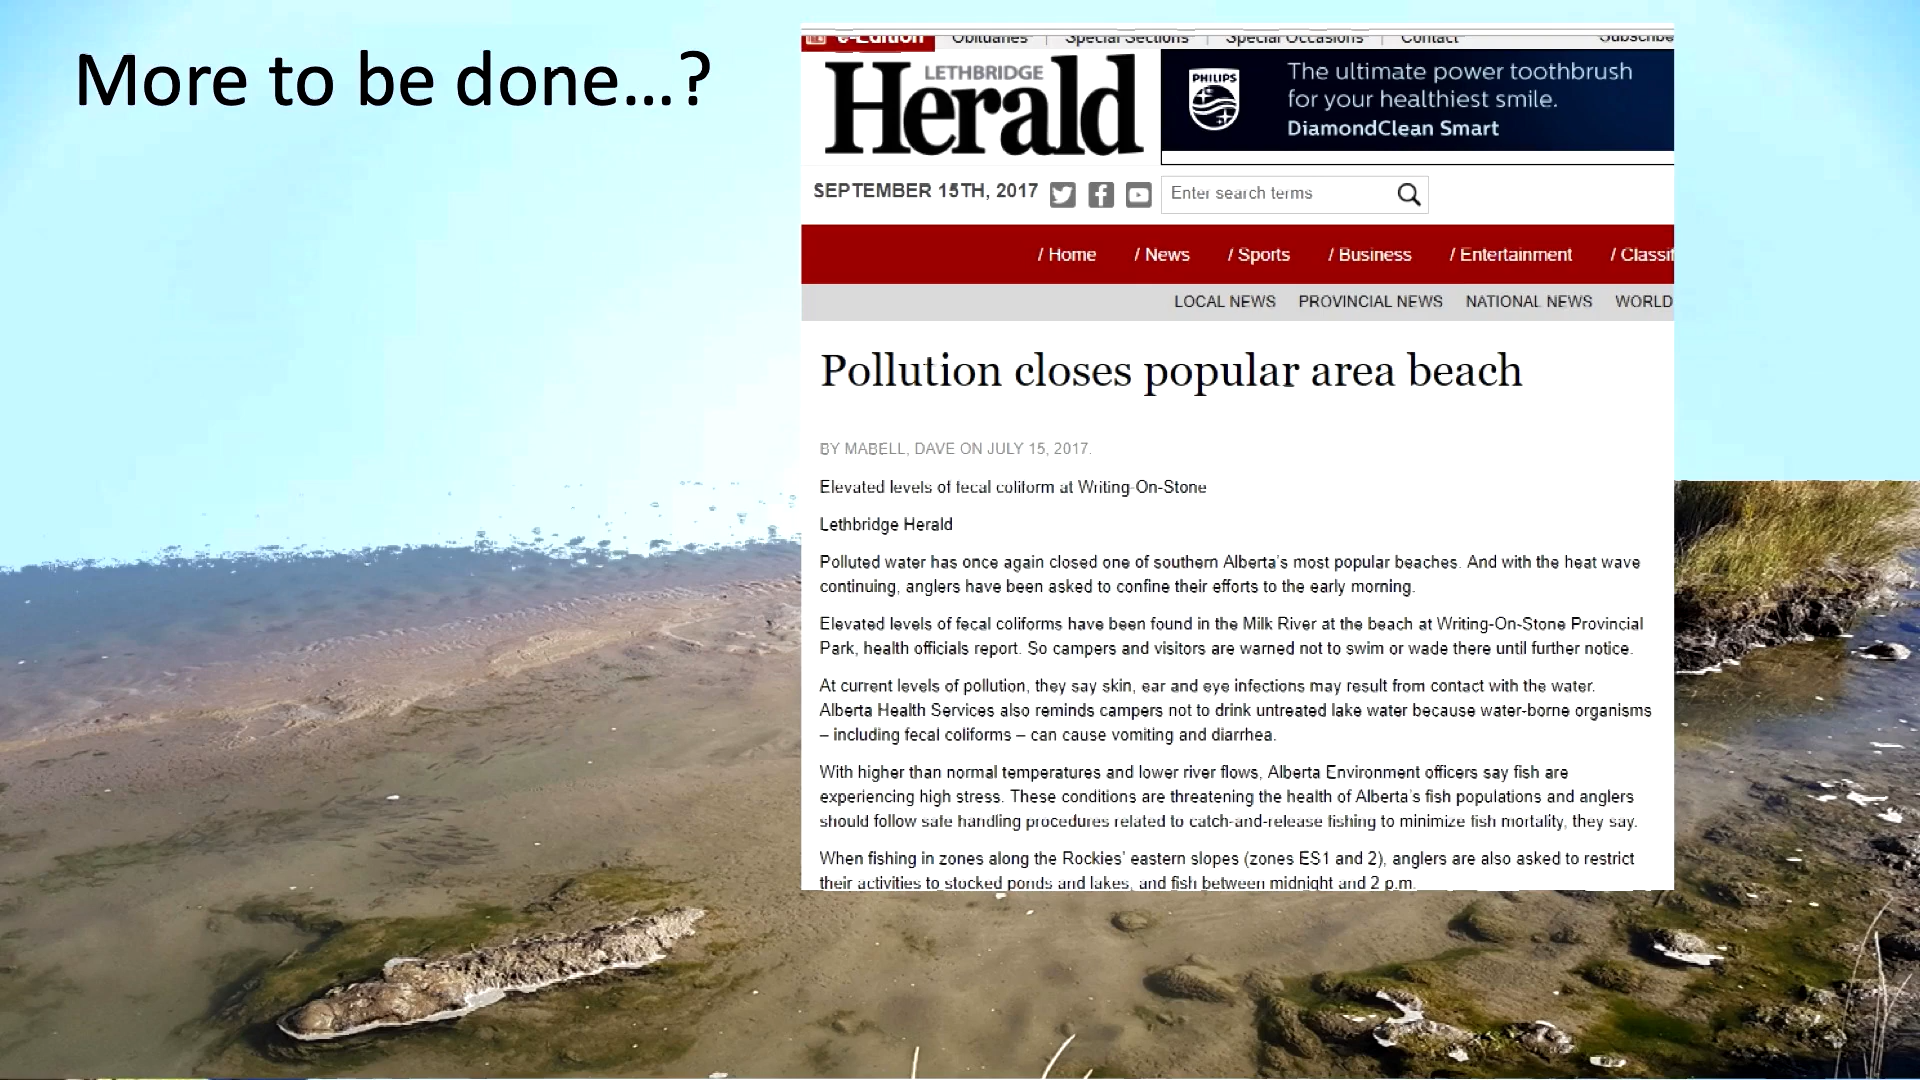 More to be done...?
e-Edition Obituaries | Special Sections | Special Occasions | Contact Subscribe
LETHBRIDGE
Herald
PHILIPS
The ultimate power toothbrush
for your healthiest smile.
DiamondClean Smart
SEPTEMBER 15TH, 2017
Enter search terms
/ Home / News / Sports / Business / Entertainment / Classif
LOCAL NEWS PROVINCIAL NEWS NATIONAL NEWS WORLD
Pollution closes popular area beach
BY MABELL, DAVE ON JULY 15, 2017.
Elevated levels of fecal coliform at Writing-On-Stone
Lethbridge Herald
Polluted water has once again closed one of southern Alberta's most popular beaches. And with the heat wave
continuing, anglers have been asked to confine their efforts to the early morning.
Elevated levels of fecal coliforms have been found in the Milk River at the beach at Writing-On-Stone Provincial
Park, health officials report. So campers and visitors are warned not to swim or wade there until further notice.
At current levels of pollution, they say skin, ear and eye infections may result from contact with the water.
Alberta Health Services also reminds campers not to drink untreated lake water because water-borne organisms
– including fecal coliforms – can cause vomiting and diarrhea.
With higher than normal temperatures and lower river flows, Alberta Environment officers say fish are
experiencing high stress. These conditions are threatening the health of Alberta's fish populations and anglers
should follow safe handling procedures related to catch-and-release fishing to minimize fish mortality, they say.
When fishing in zones along the Rockies' eastern slopes (zones ES1 and 2), anglers are also asked to restrict
their activities to stocked ponds and lakes, and fish between midnight and 2 p.m.